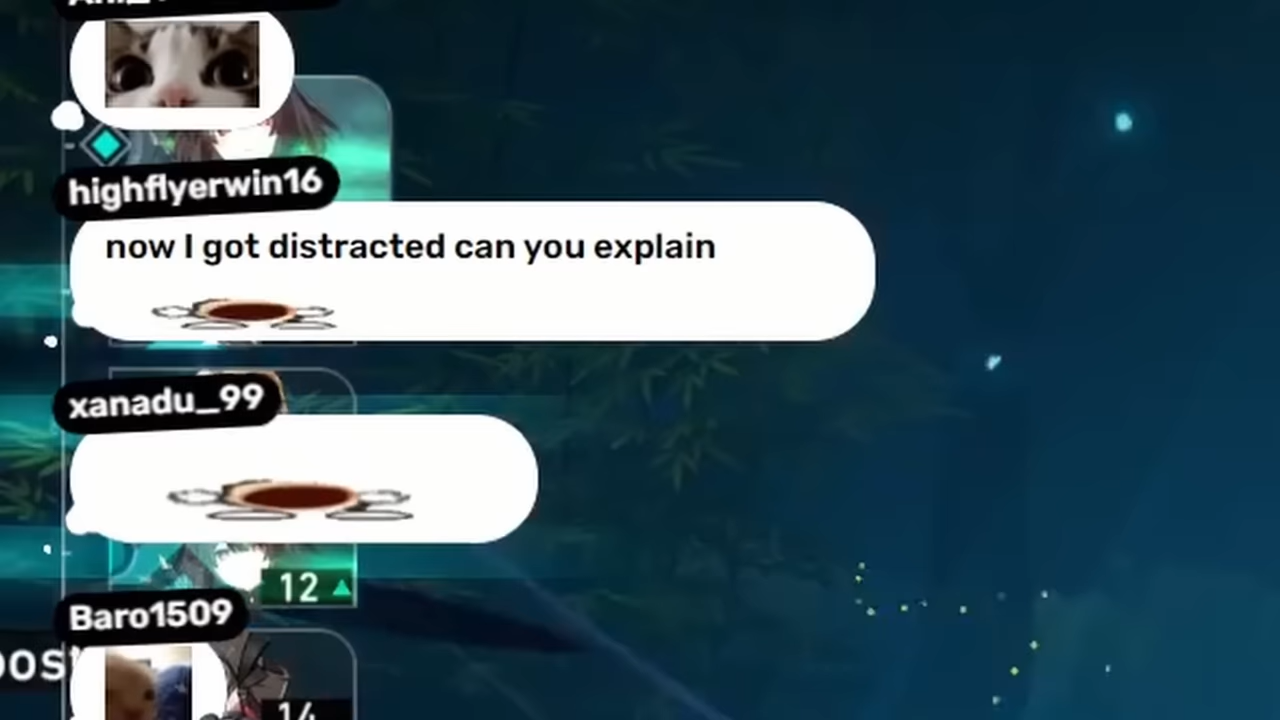 highflyerwin16
now I got distracted can you explain
xanadu_99
12
Baro1509
14